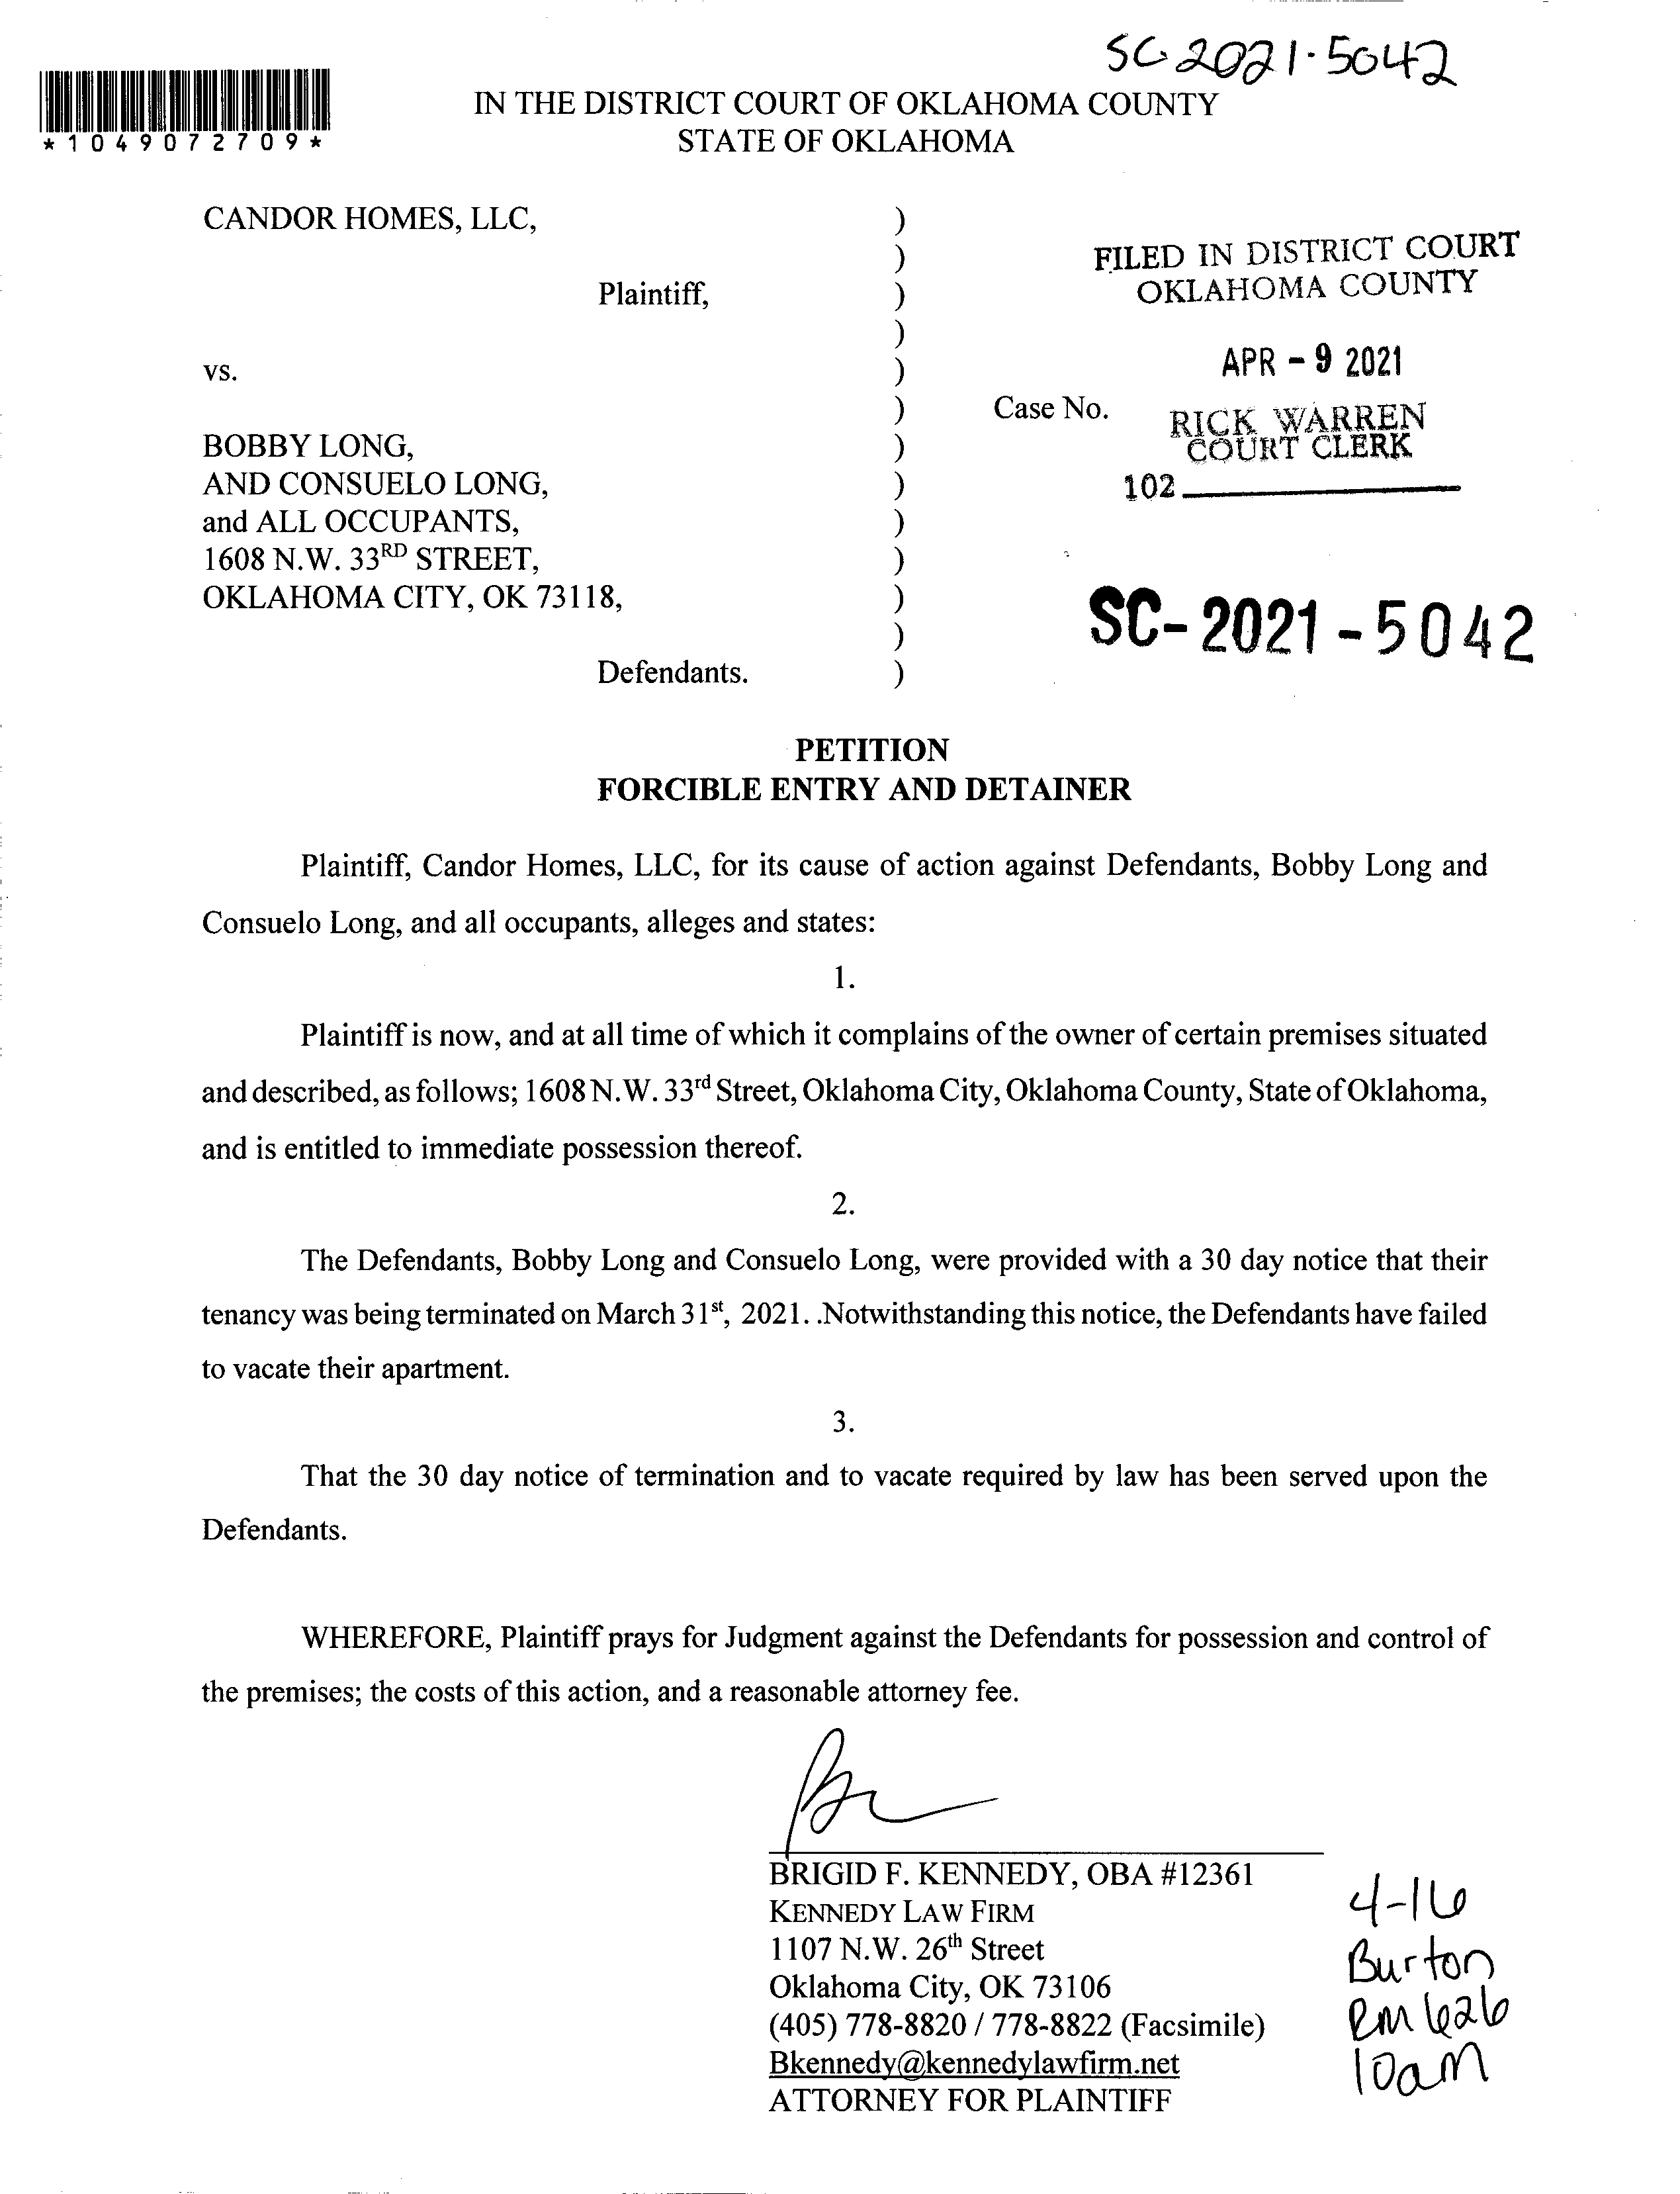 SC 2021-5042
*1049072709*
IN THE DISTRICT COURT OF OKLAHOMA COUNTY
STATE OF OKLAHOMA
CANDOR HOMES, LLC, )
)
Plaintiff, )
)
vs. )
)
BOBBY LONG, )
AND CONSUELO LONG, )
and ALL OCCUPANTS, )
1608 N.W. 33RD STREET, )
OKLAHOMA CITY, OK 73118, )
)
Defendants. )
FILED IN DISTRICT COURT
OKLAHOMA COUNTY
APR - 9 2021
Case No.
RICK WARREN
COURT CLERK
102
SC-2021-5042
PETITION
FORCIBLE ENTRY AND DETAINER
Plaintiff, Candor Homes, LLC, for its cause of action against Defendants, Bobby Long and
Consuelo Long, and all occupants, alleges and states:
1.
Plaintiff is now, and at all time of which it complains of the owner of certain premises situated
and described, as follows; 1608 N.W. 33rd Street, Oklahoma City, Oklahoma County, State of Oklahoma,
and is entitled to immediate possession thereof.
2.
The Defendants, Bobby Long and Consuelo Long, were provided with a 30 day notice that their
tenancy was being terminated on March 31st, 2021. .Notwithstanding this notice, the Defendants have failed
to vacate their apartment.
3.
That the 30 day notice of termination and to vacate required by law has been served upon the
Defendants.
WHEREFORE, Plaintiff prays for Judgment against the Defendants for possession and control of
the premises; the costs of this action, and a reasonable attorney fee.
BRIGID F. KENNEDY, OBA #12361
KENNEDY LAW FIRM
1107 N.W. 26th Street
Oklahoma City, OK 73106
(405) 778-8820 / 778-8822 (Facsimile)
Bkennedy@kennedylawfirm.net
ATTORNEY FOR PLAINTIFF
4-16
Burton
Rm 626
10am